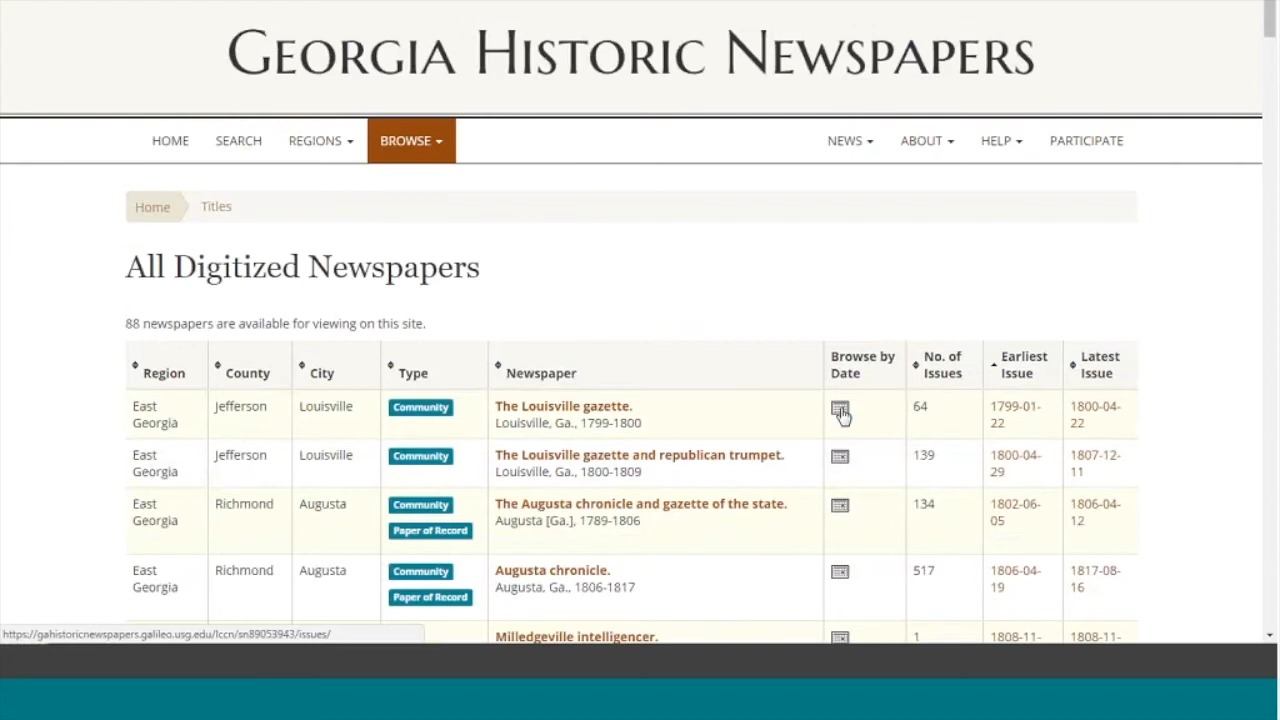 GEORGIA HISTORIC NEWSPAPERS
HOME SEARCH REGIONS BROWSE NEWS ABOUT HELP PARTICIPATE
Home Titles
All Digitized Newspapers
88 newspapers are available for viewing on this site.
Region County City Type Newspaper Browse by Date No. of Issues Earliest Issue Latest Issue
East Georgia Jefferson Louisville Community The Louisville gazette. Louisville, Ga., 1799-1800 64 1799-01-22 1800-04-22
East Georgia Jefferson Louisville Community The Louisville gazette and republican trumpet. Louisville, Ga., 1800-1809 139 1800-04-29 1807-12-11
East Georgia Richmond Augusta Community Paper of Record The Augusta chronicle and gazette of the state. Augusta [Ga.], 1789-1806 134 1802-06-05 1806-04-12
East Georgia Richmond Augusta Community Paper of Record Augusta chronicle. Augusta, Ga., 1806-1817 517 1806-04-19 1817-08-16
Milledgeville intelligencer. 1 1808-11- 1808-11-
https://gahistoricnewspapers.galileo.usg.edu/lccn/sn89053943/issues/